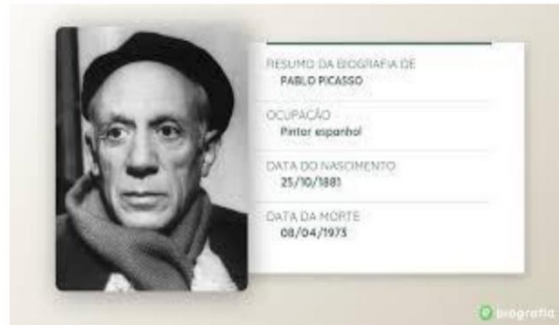 RESUMO DA BIOGRAFIA DE
PABLO PICASSO
OCUPAÇÃO
Pintor espanhol
DATA DO NASCIMENTO
25/10/1881
DATA DA MORTE
08/04/1973
biografia